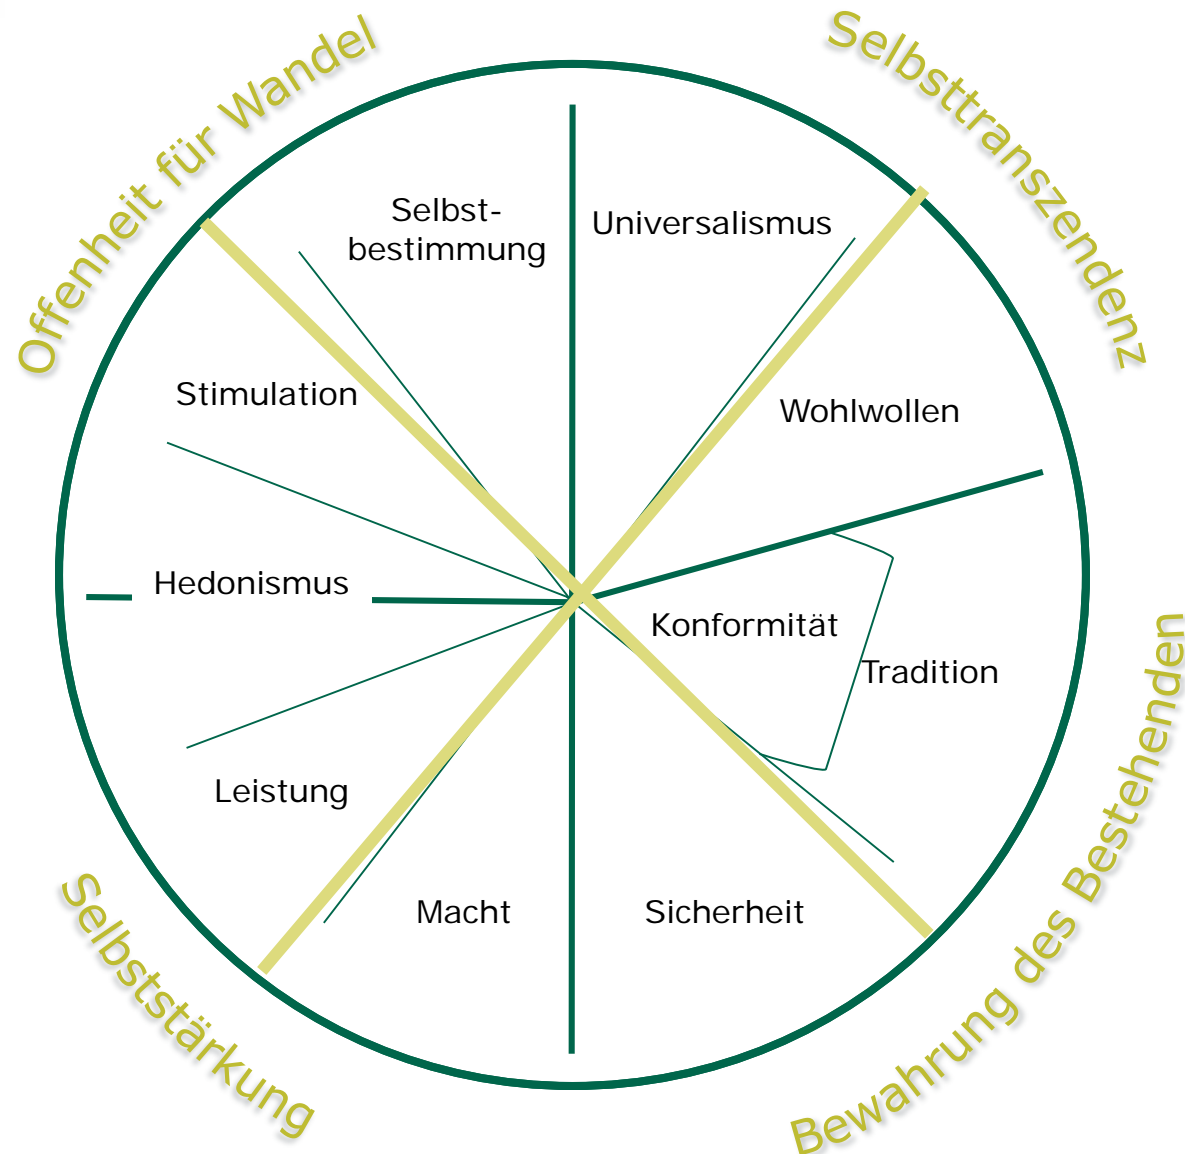 Offenheit für Wandel
Selbsttranszendenz
Selbst-
bestimmung
Universalismus
Stimulation
Wohlwollen
Hedonismus
Konformität
Tradition
Leistung
Macht
Sicherheit
Selbststärkung
Bewahrung des Bestehenden